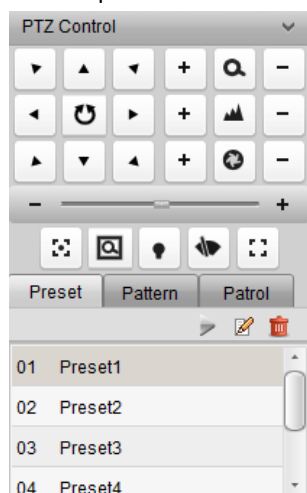 PTZ Control
+ −
+ −
+ −
− +
Preset Pattern Patrol
01 Preset1
02 Preset2
03 Preset3
04 Preset4